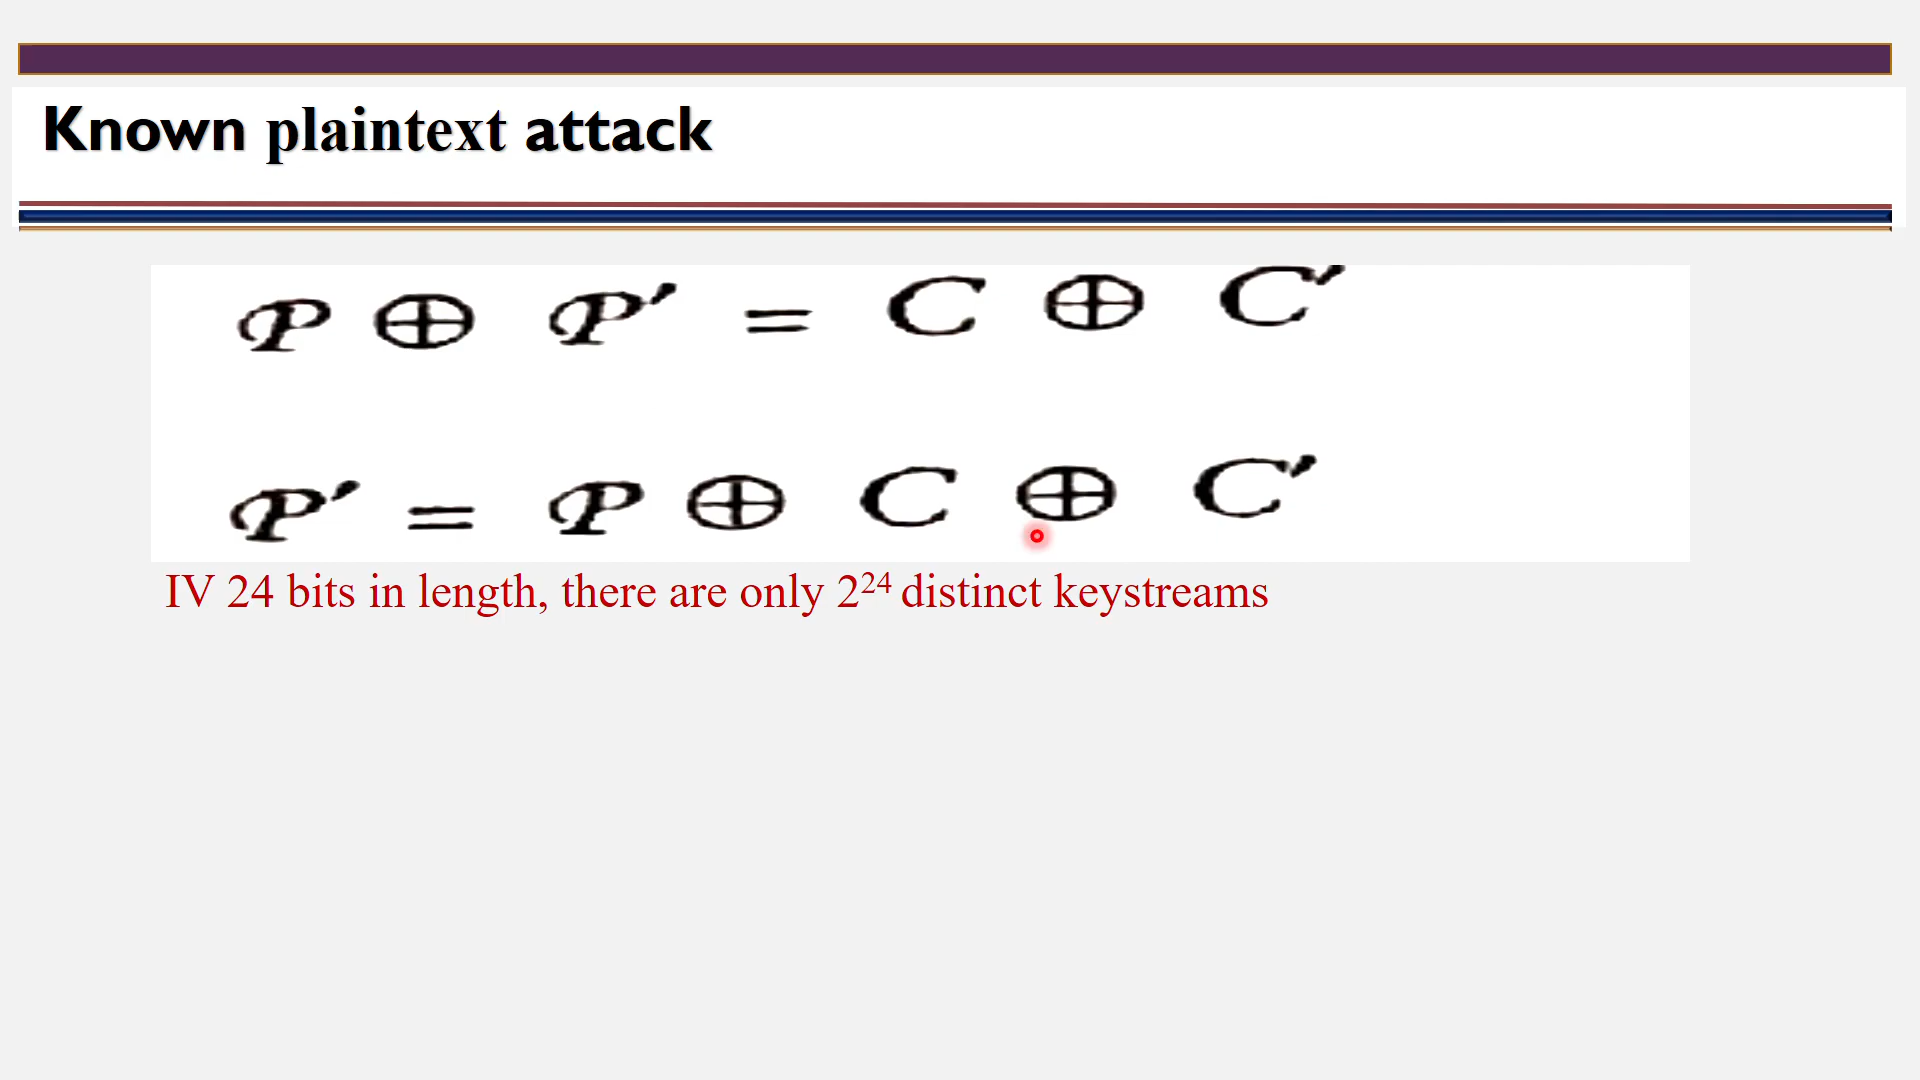 Known plaintext attack
P ⊕ P′ = C ⊕ C′
P′ = P ⊕ C ⊕ C′
IV 24 bits in length, there are only 2²⁴ distinct keystreams